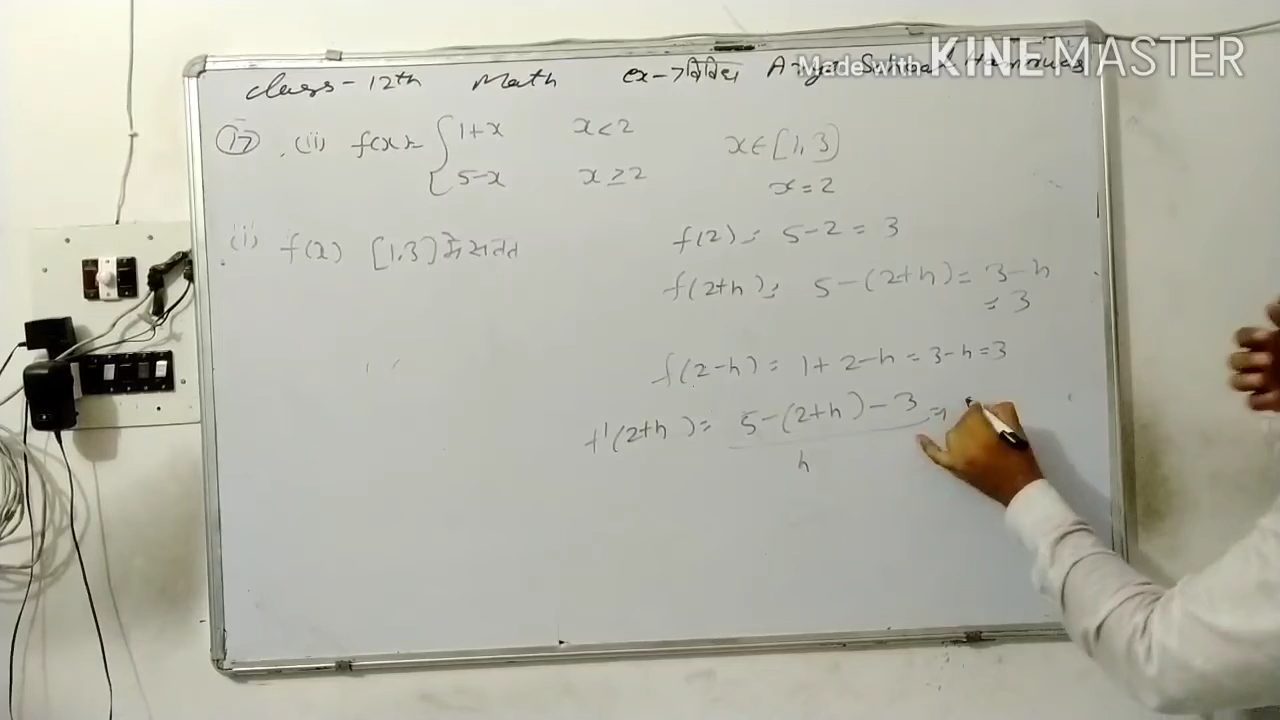 Made with KINEMASTER
class-12th Math ex-7 विविध
17 (ii) f(x) = { 1+x x<2 x∈[1,3]
5-x x≥2 x=2
(i) f(x) [1,3] में सतत
f(2) = 5-2 = 3
f(2+h) = 5-(2+h) = 3-h
= 3
f(2-h) = 1+2-h = 3-h = 3
f'(2+h) = 5-(2+h)-3 =
h